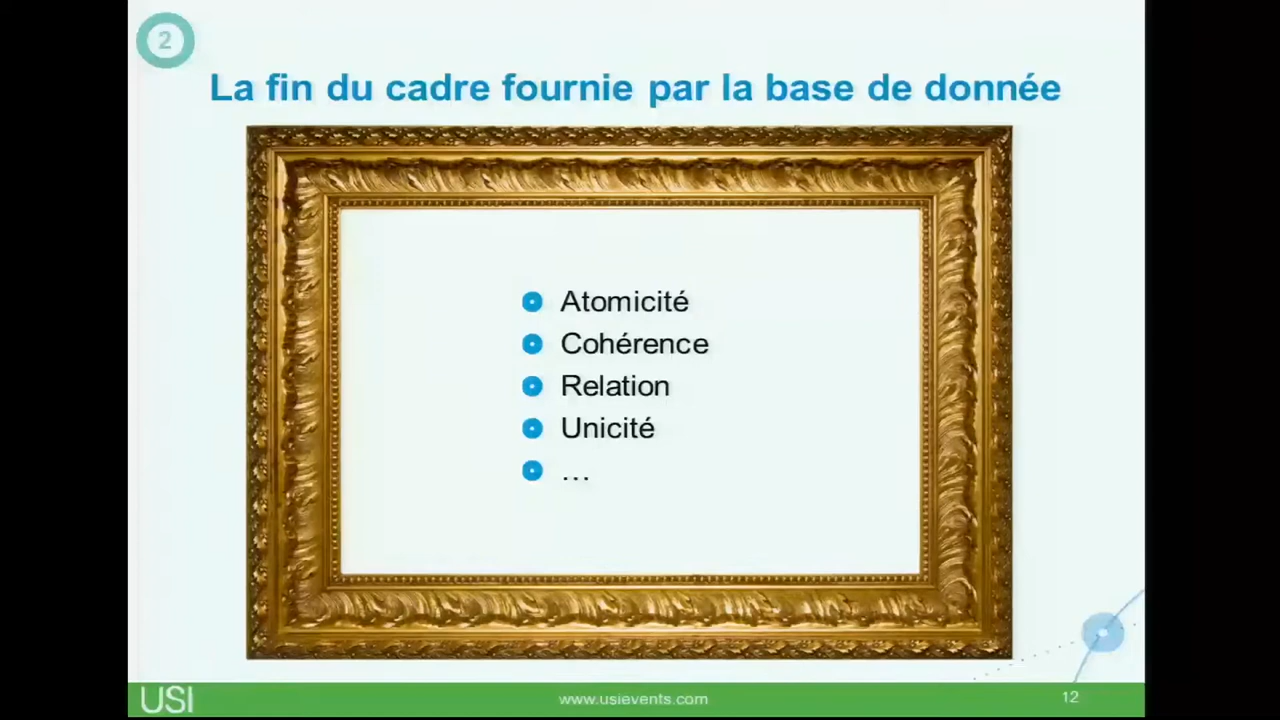 2
La fin du cadre fournie par la base de donnée
Atomicité
Cohérence
Relation
Unicité
…
USI
www.usievents.com
12